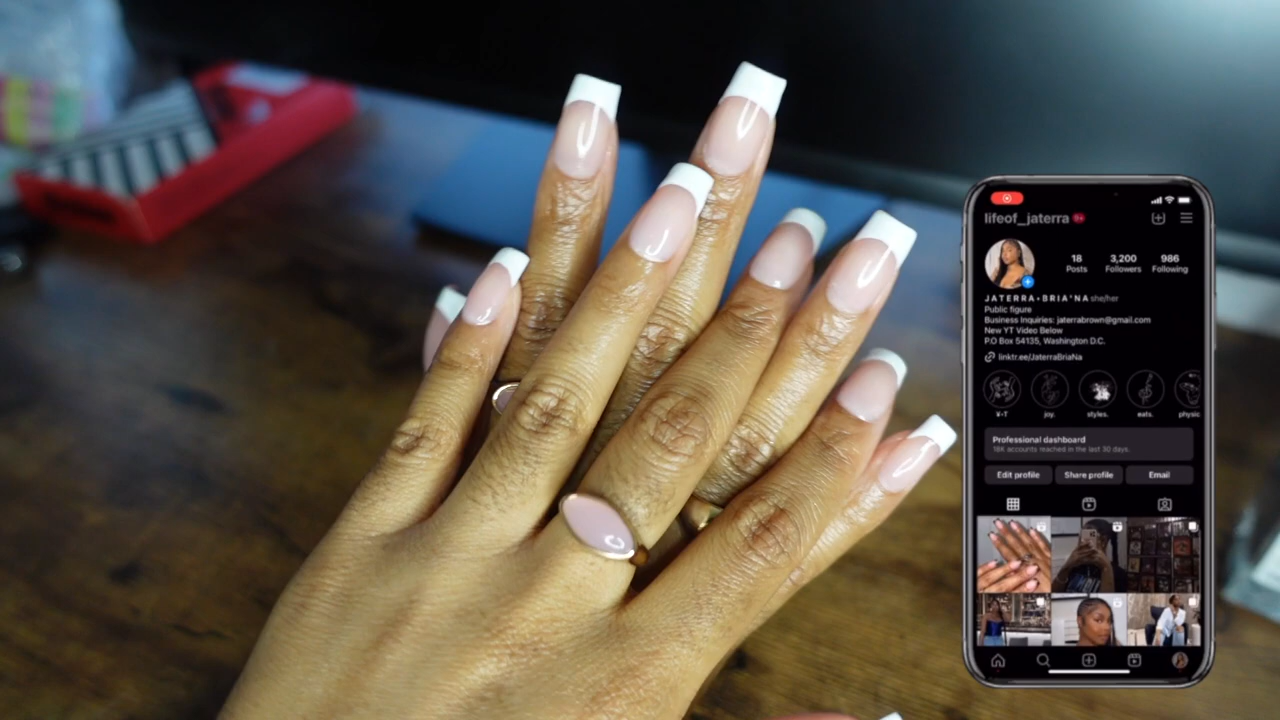 lifeof_jaterra 9+
18 3,200 986
Posts Followers Following
JATERRA•BRIA'NA she/her
Public figure
Business Inquiries: jaterrabrown@gmail.com
New YT Video Below
P.O Box 54135, Washington D.C.
linktr.ee/JaterraBriaNa
joy. styles. eats. physic
Professional dashboard
18K accounts reached in the last 30 days.
Edit profile Share profile Email